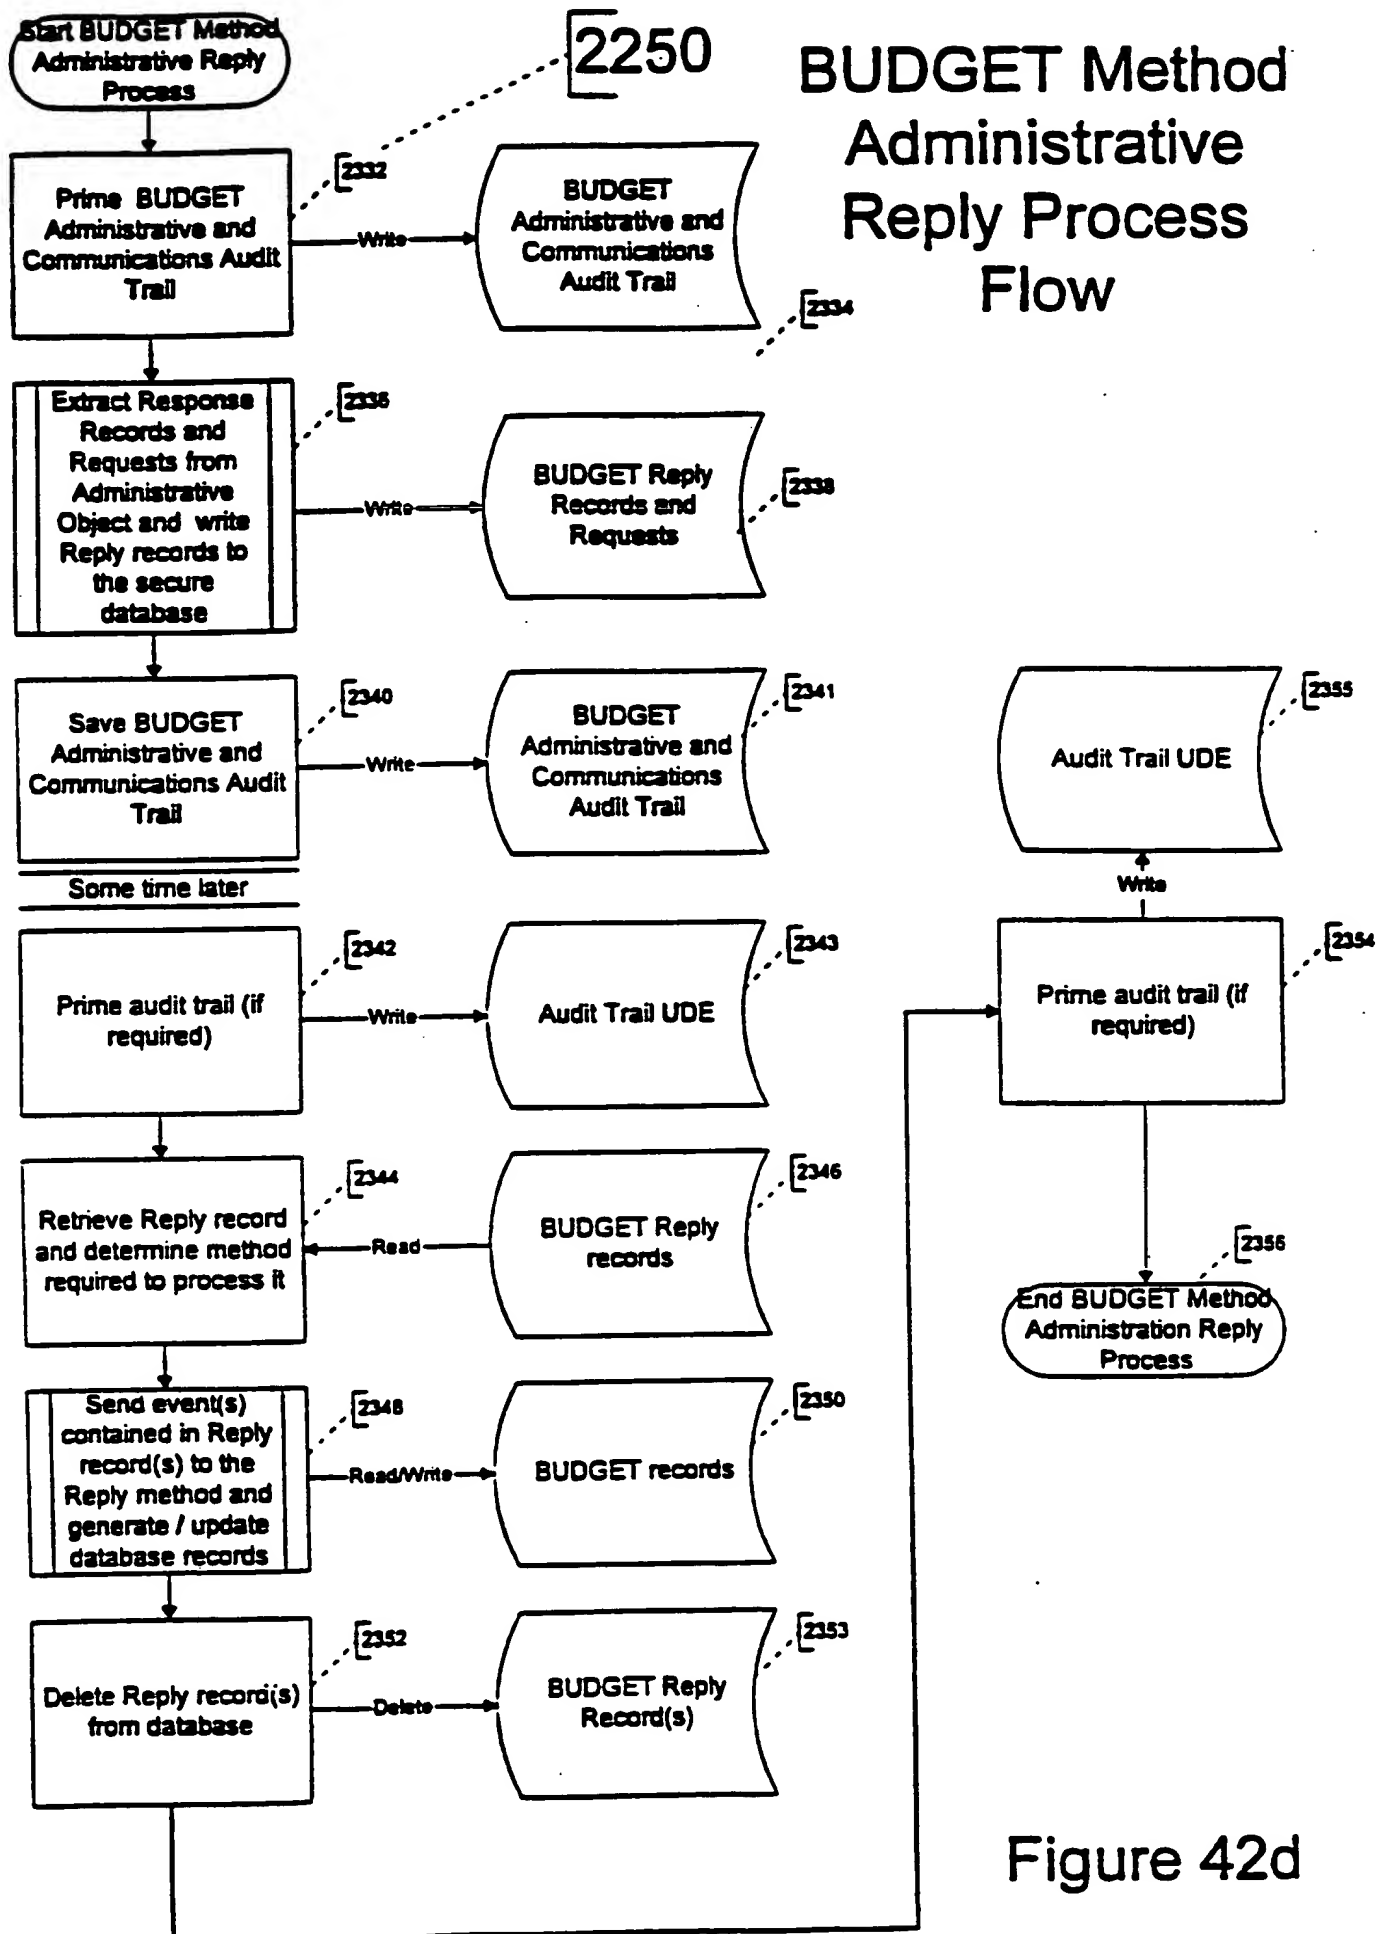 Start BUDGET Method
Administrative Reply
Process
2250
BUDGET Method
Administrative
Reply Process
Flow
2332
Prime BUDGET
Administrative and
Communications Audit
Trail
Write
BUDGET
Administrative and
Communications
Audit Trail
2334
2336
Extract Response
Records and
Requests from
Administrative
Object and write
Reply records to
the secure
database
Write
BUDGET Reply
Records and
Requests
2338
2340
Save BUDGET
Administrative and
Communications Audit
Trail
Write
BUDGET
Administrative and
Communications
Audit Trail
2341
Audit Trail UDE
2355
Write
Some time later
2342
Prime audit trail (if
required)
Write
Audit Trail UDE
2343
Prime audit trail (if
required)
2354
2344
Retrieve Reply record
and determine method
required to process it
Read
BUDGET Reply
records
2346
2356
End BUDGET Method
Administration Reply
Process
2348
Send event(s)
contained in Reply
record(s) to the
Reply method and
generate / update
database records
Read/Write
BUDGET records
2350
2352
Delete Reply record(s)
from database
Delete
BUDGET Reply
Record(s)
2353
Figure 42d